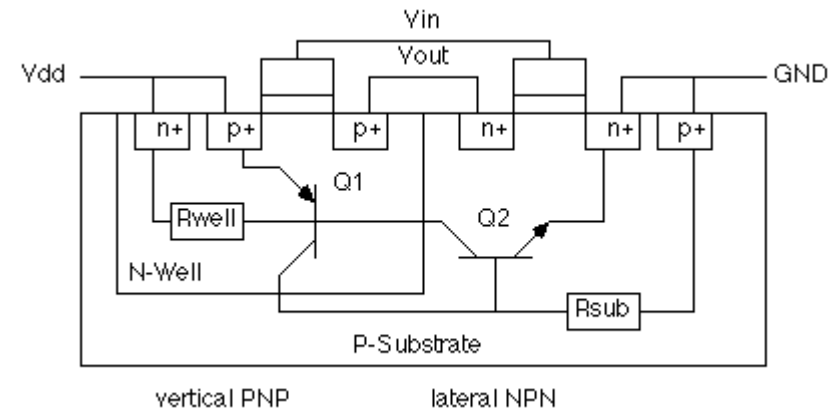 Vin
Vout
Vdd
GND
n+ p+ p+ n+ n+ p+
Q1
Rwell
Q2
N-Well
Rsub
P-Substrate
vertical PNP lateral NPN